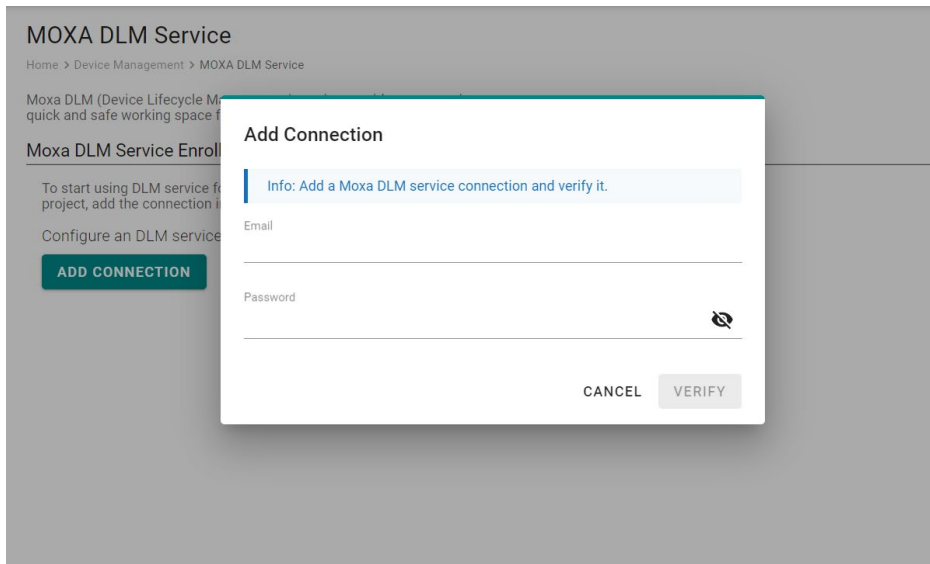 MOXA DLM Service
Home > Device Management > MOXA DLM Service
Moxa DLM (Device Lifecycle
quick and safe working space
Moxa DLM Service Enroll
To start using DLM service
project, add the connection
Configure an DLM service
ADD CONNECTION
Add Connection
Info: Add a Moxa DLM service connection and verify it.
Email
Password
CANCEL VERIFY